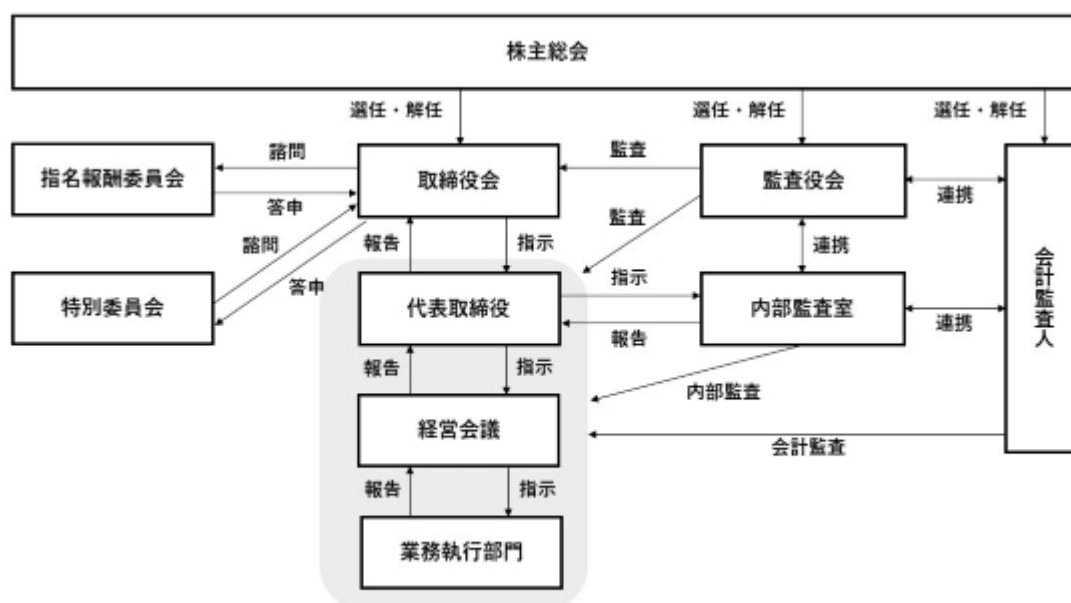 株主総会
選任・解任
選任・解任
選任・解任
指名報酬委員会
諮問
答申
取締役会
監査
監査役会
連携
諮問
答申
報告
指示
監査
連携
特別委員会
代表取締役
指示
報告
内部監査室
連携
会計監査人
報告
指示
内部監査
経営会議
会計監査
報告
指示
業務執行部門